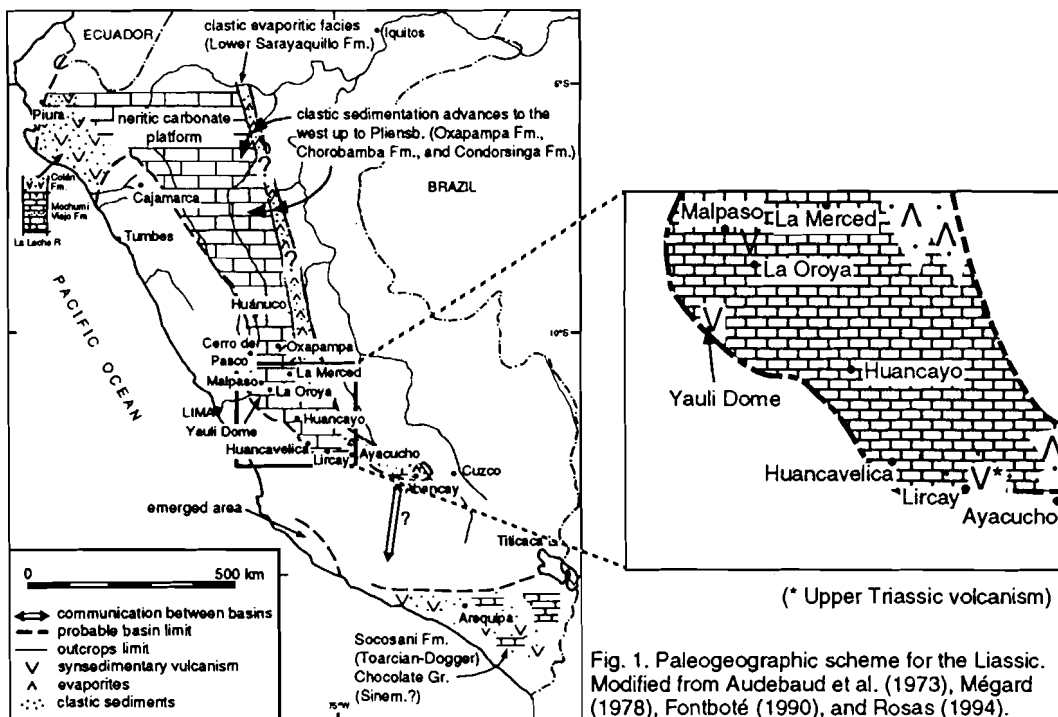 ECUADOR
clastic evaporitic facies
(Lower Sarayaquillo Fm.)
Iquitos
6°S
Piura
neritic carbonate
platform
clastic sedimentation advances to the
west up to Pliensb. (Oxapampa Fm.,
Chorobamba Fm., and Condorsinga Fm.)
?
BRAZIL
Colán
Fm.
Mochumi
Viejo Fm
La Leche R
Cajamarca
Tumbes
?
PACIFIC OCEAN
Huánuco
10°S
Cerro de
Pasco
Oxapampa
La Merced
Malpaso
La Oroya
LIMA
Yauli Dome
Huancayo
Huancavelica
Lircay
Ayacucho
Cuzco
Abancay
?
emerged area
Titicaca
0 500 km
communication between basins
probable basin limit
outcrops limit
synsedimentary vulcanism
evaporites
clastic sediments
Arequipa
Socosani Fm.
(Toarcian-Dogger)
Chocolate Gr.
(Sinem.?)
75°W
Malpaso
La Merced
La Oroya
Huancayo
Yauli Dome
Huancavelica
Lircay
V*
Ayacucho
(* Upper Triassic volcanism)
Fig. 1. Paleogeographic scheme for the Liassic.
Modified from Audebaud et al. (1973), Mégard
(1978), Fontboté (1990), and Rosas (1994).